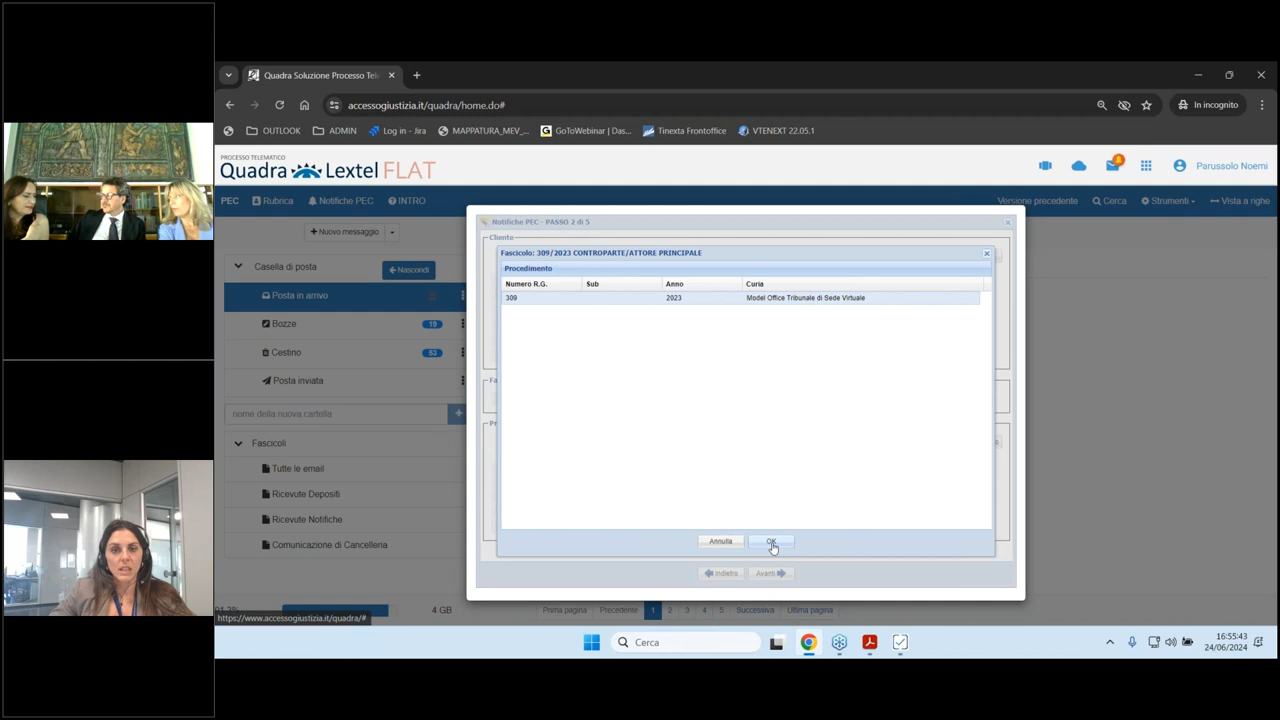 Quadra Soluzione Processo Tel
accessogiustizia.it/quadra/home.do#
In incognito
OUTLOOK
ADMIN
Log in - Jira
MAPPATURA_MEV_...
GoToWebinar | Das...
Tinexta Frontoffice
VTENEXT 22.05.1
PROCESSO TELEMATICO
Quadra Lextel FLAT
8
Parussolo Noemi
PEC
Rubrica
Notifiche PEC
INTRO
Versione precedente
Cerca
Strumenti
Vista a righe
Nuovo messaggio
Casella di posta
Nascondi
Posta in arrivo
Bozze
19
Cestino
53
Posta inviata
nome della nuova cartella
+
Fascicoli
Tutte le email
Ricevute Depositi
Ricevute Notifiche
Comunicazione di Cancelleria
4 GB
https://www.accessogiustizia.it/quadra/#
Notifiche PEC - PASSO 2 di 5
Cliente
Fascicolo: 309/2023 CONTROPARTE/ATTORE PRINCIPALE
Procedimento
Numero R.G. Sub Anno Curia
309 2023 Model Office Tribunale di Sede Virtuale
Fa
Pr
Annulla
OK
Indietro
Avanti
Prima pagina
Precedente
1 2 3 4 5
Successiva
Ultima pagina
Cerca
16:55:43
24/06/2024